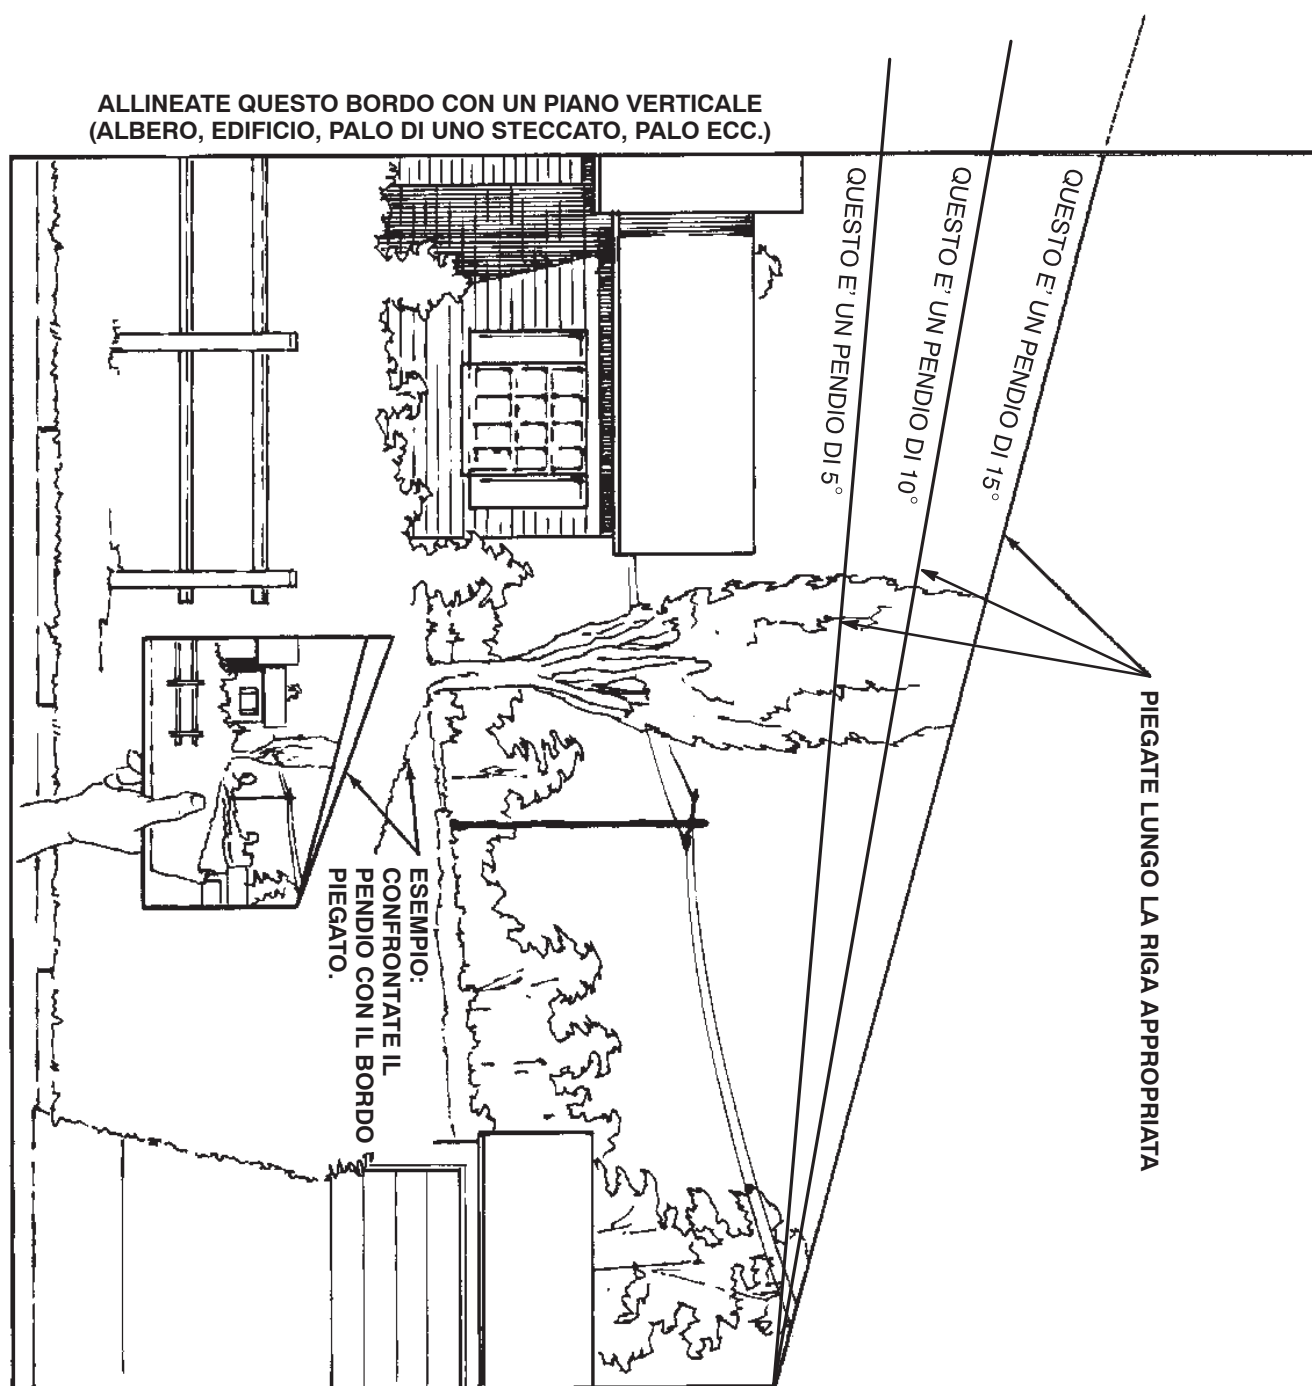 ALLINEATE QUESTO BORDO CON UN PIANO VERTICALE
(ALBERO, EDIFICIO, PALO DI UNO STECCATO, PALO ECC.)
QUESTO E' UN PENDIO DI 15°
QUESTO E' UN PENDIO DI 10°
QUESTO E' UN PENDIO DI 5°
PIEGATE LUNGO LA RIGA APPROPRIATA
ESEMPIO:
CONFRONTATE IL
PENDIO CON IL BORDO
PIEGATO.